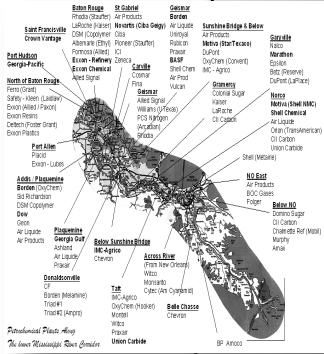 Baton Rouge
Rhodia (Stauffer)
LaRoche (Kaiser)
DSM (Copolymer)
Albemarle (Ethyl)
Formosa (Allied)
Exxon - Refinery
Exxon Chemical
Allied Signal
St Gabriel
Air Products
Novartis (Ciba Geigy)
Cos-Mar (Fina)
Pioneer (Stauffer)
ICI
Zeneca
Geismar
Borden
Air Liquide
Uniroyal
Rubicon
Praxair
BASF
Shell Chem
Air Prod
Vulcan
Sunshine Bridge & Below
Air Products
Motiva (Star/Texaco)
DuPont
OxyChem (Convent)
IMC - Agrico
Garyville
Nalco
Marathon
Epsilon
Betz (Reserve)
DuPont (LaPlace)
Saint Francisville
Crown Vantage
Port Hudson
Georgia-Pacific
North of Baton Rouge
Ferro (Grant)
Safety - Kleen (Laidlaw)
Exxon (Allied / Paxon)
Exxon Resins
Deltech (Foster Grant)
Exxon Plastics
Carville
Cosmar
Fina
Geismar
Allied Signal
Williams (UTexas)
PCS Nitrogen
(Arcadian)
Rhodia
Gramercy
Colonial Sugar
Kaiser
LaRoche
CII Carbon
Norco
Motiva (Shell NMC)
Shell Chemical
Air Liquide
Orion (TransAmerican)
CII Carbon
Union Carbide
Port Allen
Placid
Exxon - Lubes
Shell (Metairie)
Addis / Plaquemine
Borden (OxyChem)
Sid Richardson
DSM Copolymer
Dow
Geon
Air Liquide
Air Products
NO East
Air Products
BOC Gases
Folger
Below NO
Domino Sugar
CII Carbon
Chalmette Ref (Mobil)
Murphy
Amax
Plaquemine
Georgia Gulf
Ashland
Air Liquide
Praxair
Below Sunshine Bridge
IMC-Agrico
Chevron
Across River
(From New Orleans)
Witco
Monsanto
Cytec (Am Cyanamid)
Donaldsonville
CF
Borden (Melamine)
Triad #1
Triad #2 (Ampro)
Taft
IMC-Agrico
OxyChem (Hooker)
Montell
Witco
Praxair
Union Carbide
Belle Chasse
Chevron
BP Amoco
Petrochemical Plants Along
The lower Mississippi River Corridor